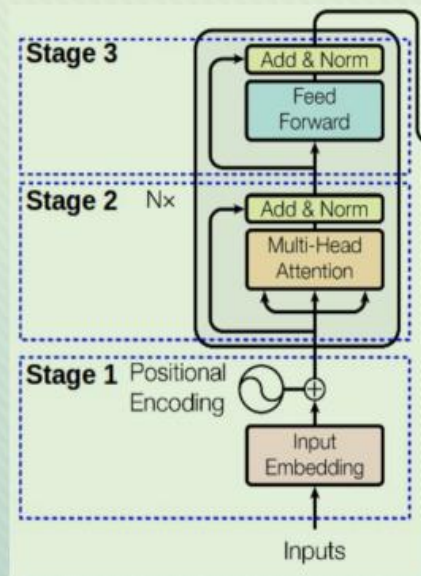 Stage 3
Add & Norm
Feed
Forward
Stage 2
Nx
Add & Norm
Multi-Head
Attention
Stage 1
Positional
Encoding
Input
Embedding
Inputs